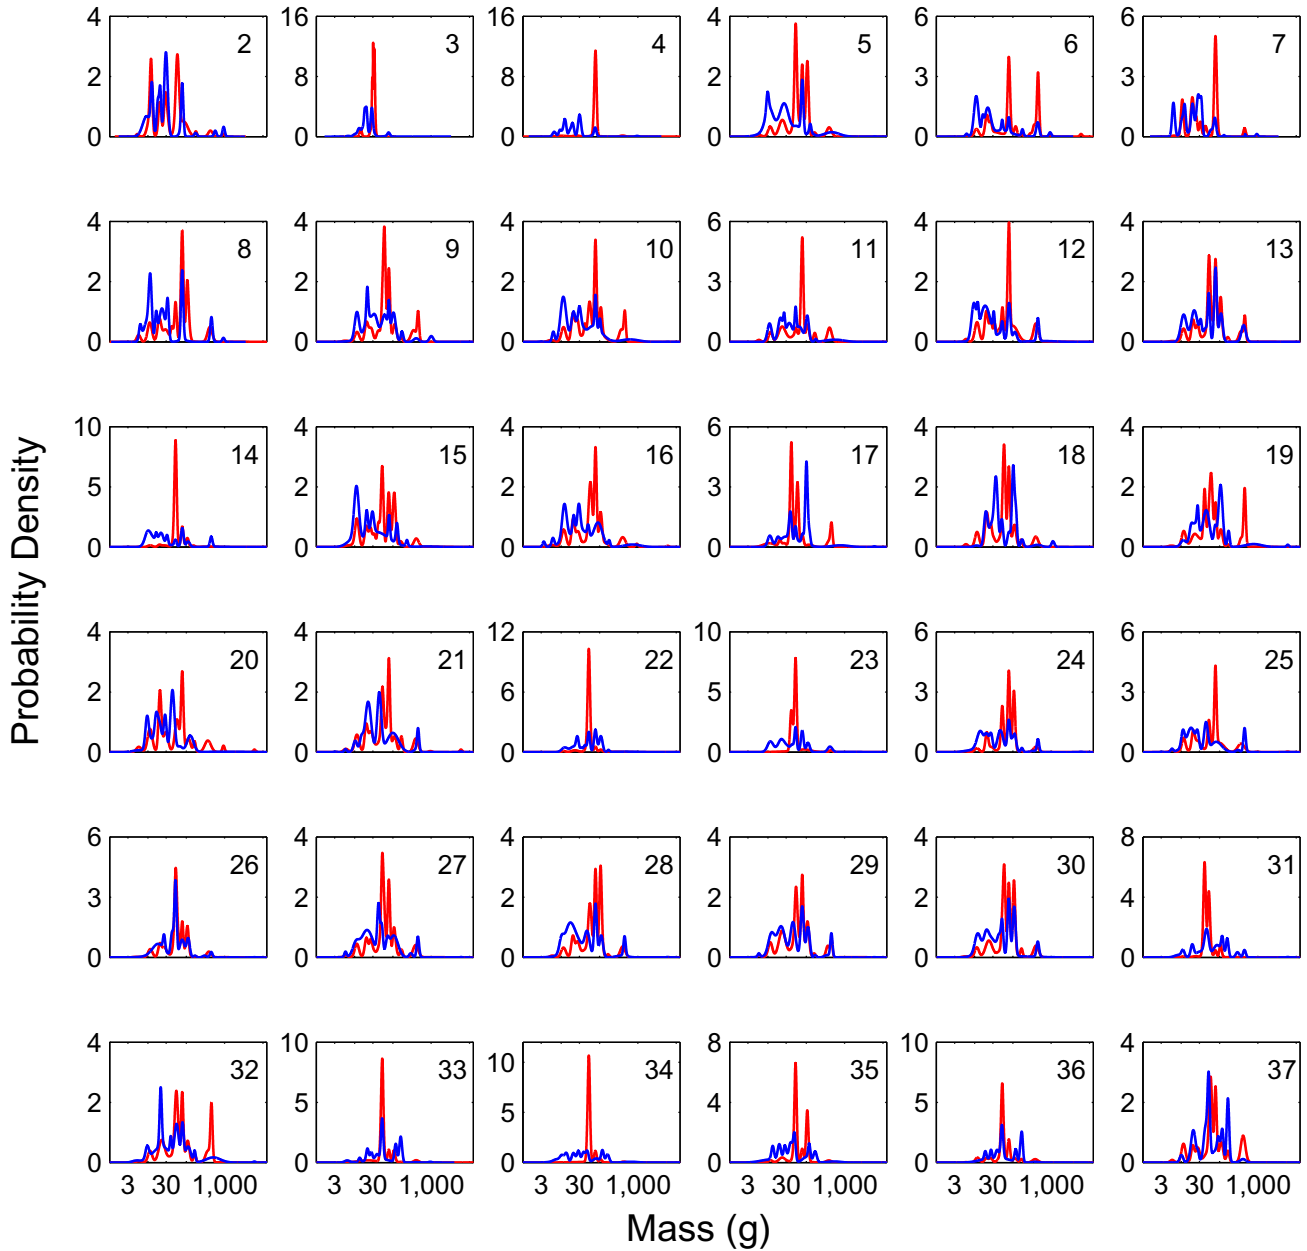 4 2 0 2
16 8 0 3
16 8 0 4
4 2 0 5
6 3 0 6
6 3 0 7
4 2 0 8
4 2 0 9
4 2 0 10
6 3 0 11
4 2 0 12
4 2 0 13
10 5 0 14
4 2 0 15
4 2 0 16
6 3 0 17
4 2 0 18
4 2 0 19
4 2 0 20
4 2 0 21
12 6 0 22
10 5 0 23
6 3 0 24
6 3 0 25
6 3 0 26
4 2 0 27
4 2 0 28
4 2 0 29
4 2 0 30
8 4 0 31
4 2 0 32
10 5 0 33
10 5 0 34
8 4 0 35
10 5 0 36
4 2 0 37
3 30 1,000 3 30 1,000 3 30 1,000 3 30 1,000 3 30 1,000 3 30 1,000
Mass (g)
Probability Density